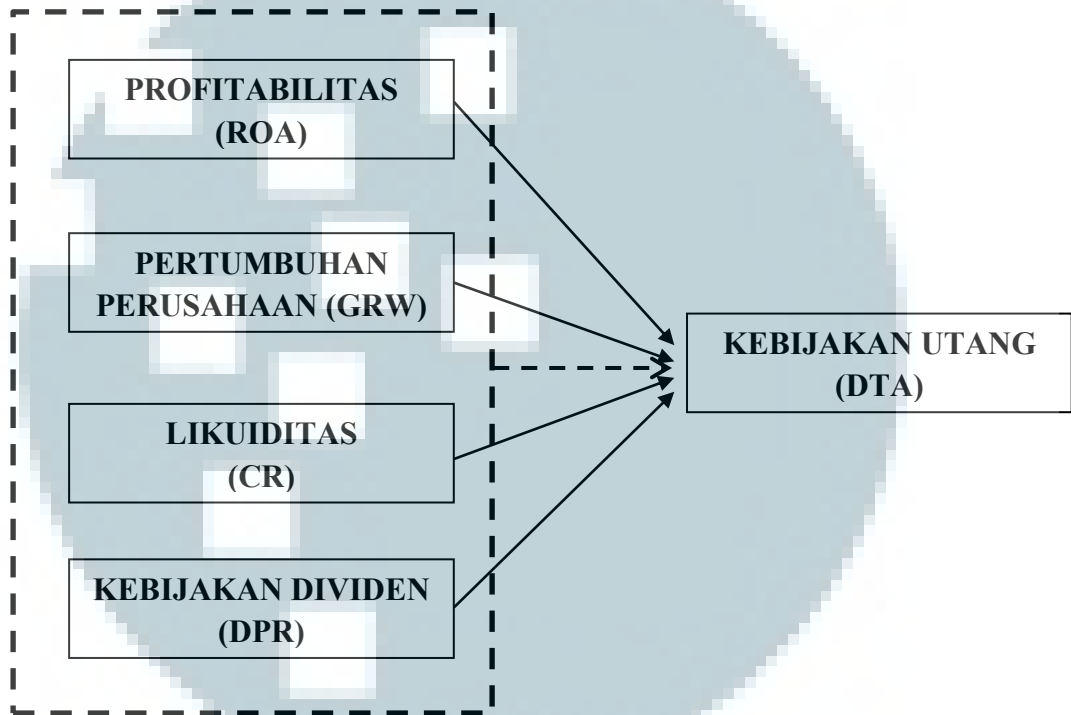 PROFITABILITAS
(ROA)
PERTUMBUHAN
PERUSAHAAN (GRW)
LIKUIDITAS
(CR)
KEBIJAKAN DIVIDEN
(DPR)
KEBIJAKAN UTANG
(DTA)